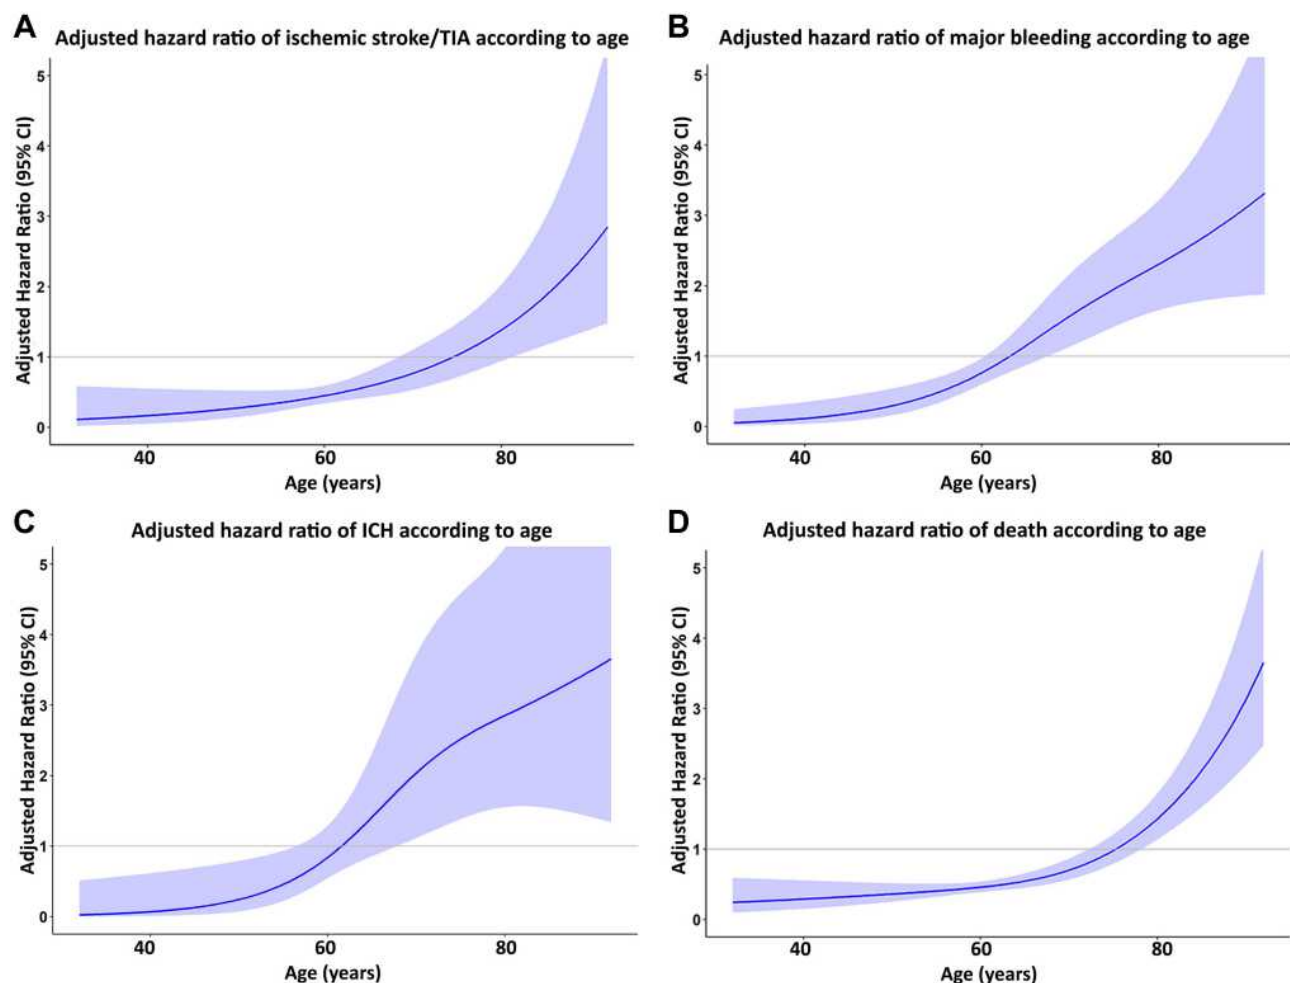 A
Adjusted hazard ratio of ischemic stroke/TIA according to age
Adjusted Hazard Ratio (95% CI)
5
4
3
2
1
0
40 60 80
Age (years)
B
Adjusted hazard ratio of major bleeding according to age
Adjusted Hazard Ratio (95% CI)
5
4
3
2
1
0
40 60 80
Age (years)
C
Adjusted hazard ratio of ICH according to age
Adjusted Hazard Ratio (95% CI)
5
4
3
2
1
0
40 60 80
Age (years)
D
Adjusted hazard ratio of death according to age
Adjusted Hazard Ratio (95% CI)
5
4
3
2
1
0
40 60 80
Age (years)